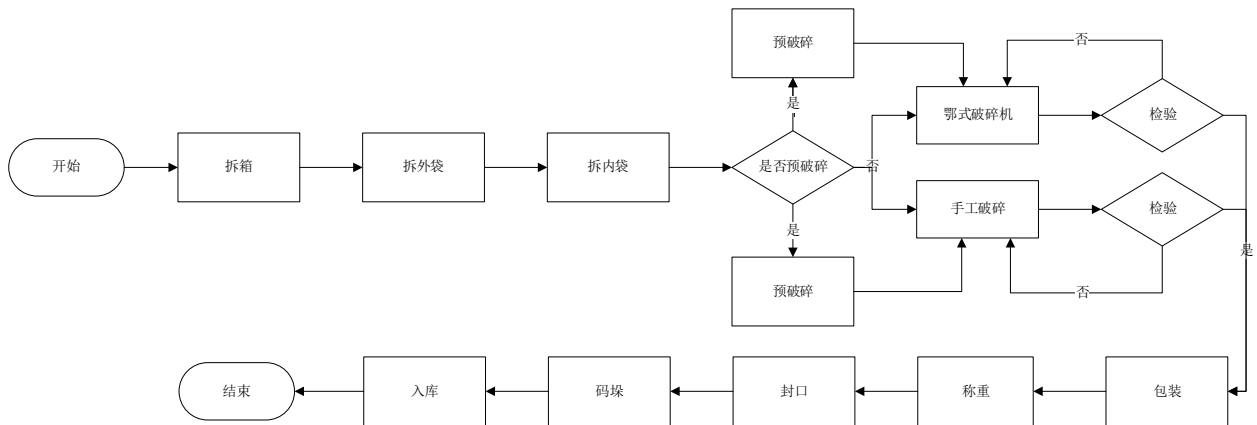 预破碎
否
是
鄂式破碎机
检验
开始
拆箱
拆外袋
拆内袋
是否预破碎
否
手工破碎
检验
是
是
预破碎
否
结束
入库
码垛
封口
称重
包装